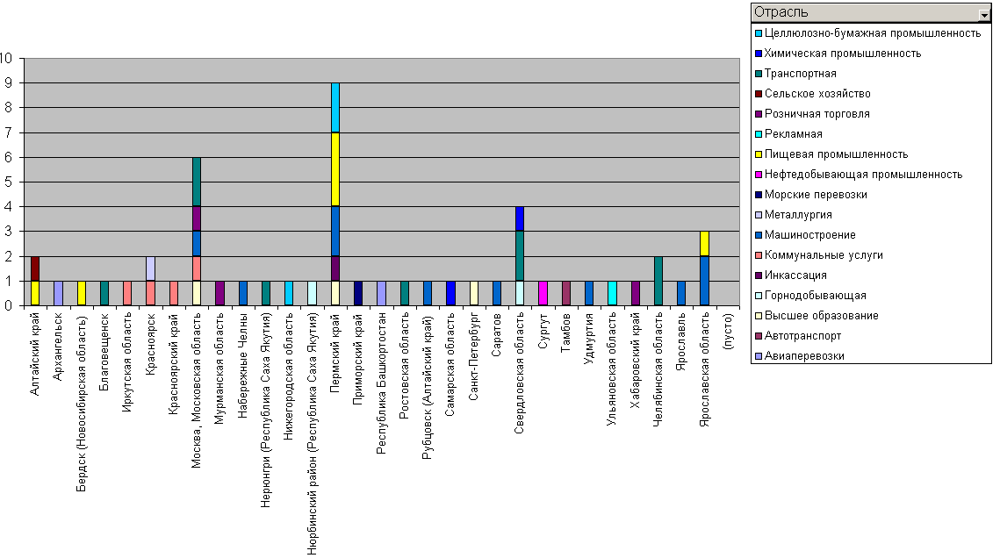 Отрасль
Целлюлозно-бумажная промышленность
Химическая промышленность
Транспортная
Сельское хозяйство
Розничная торговля
Рекламная
Пищевая промышленность
Нефтедобывающая промышленность
Морские перевозки
Металлургия
Машиностроение
Коммунальные услуги
Инкассация
Горнодобывающая
Высшее образование
Автотранспорт
Авиаперевозки
10
9
8
7
6
5
4
3
2
1
0
Алтайский край
Архангельск
Бердск (Новосибирская область)
Благовещенск
Иркутская область
Красноярск
Красноярский край
Москва, Московская область
Мурманская область
Набережные Челны
Нерюнгри (Республика Саха Якутия)
Нижегородская область
Нюрбинский район (Республика Саха Якутия)
Пермский край
Приморский край
Республика Башкортостан
Ростовская область
Рубцовск (Алтайский край)
Самарская область
Санкт-Петербург
Саратов
Свердловская область
Сургут
Тамбов
Удмуртия
Ульяновская область
Хабаровский край
Челябинская область
Ярославль
Ярославская область
(пусто)